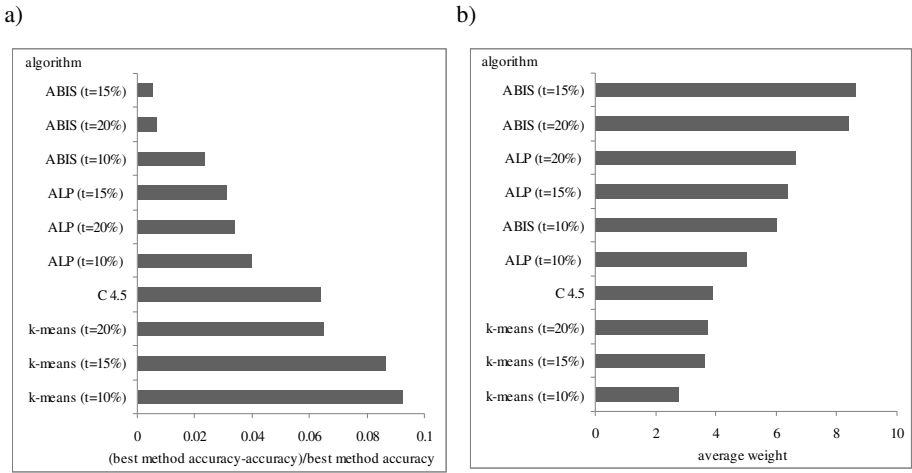 a)
algorithm
ABIS (t=15%)
ABIS (t=20%)
ABIS (t=10%)
ALP (t=15%)
ALP (t=20%)
ALP (t=10%)
C 4.5
k-means (t=20%)
k-means (t=15%)
k-means (t=10%)
0 0.02 0.04 0.06 0.08 0.1
(best method accuracy-accuracy)/best method accuracy
b)
algorithm
ABIS (t=15%)
ABIS (t=20%)
ALP (t=20%)
ALP (t=15%)
ABIS (t=10%)
ALP (t=10%)
C 4.5
k-means (t=20%)
k-means (t=15%)
k-means (t=10%)
0 2 4 6 8 10
average weight